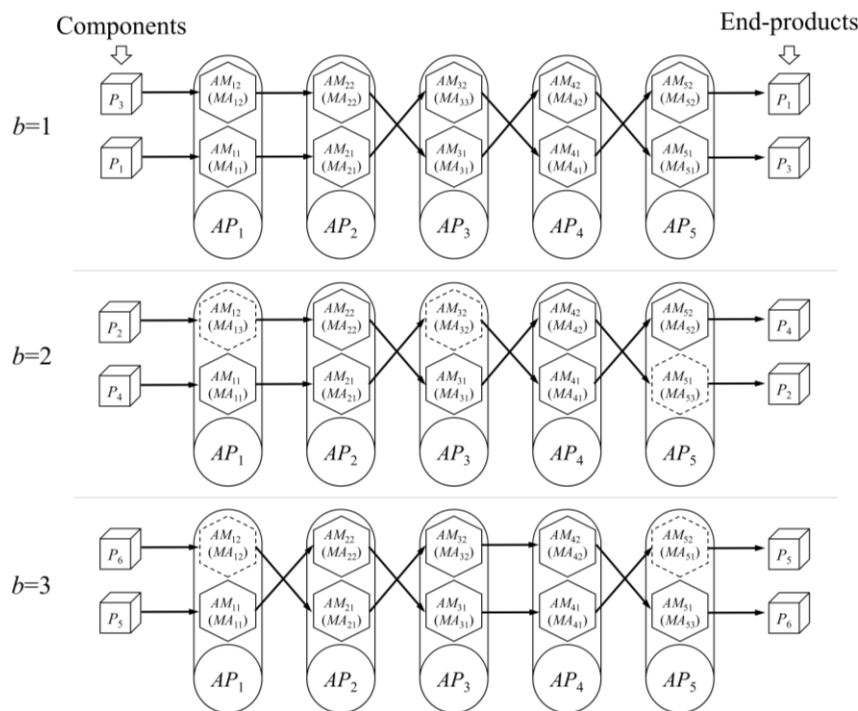 Components End-products
AM₁₂ AM₂₂ AM₃₂ AM₄₂ AM₅₂
P₃ (MA₁₂) (MA₂₂) (MA₃₃) (MA₄₂) (MA₅₂) P₁
b=1
AM₁₁ AM₂₁ AM₃₁ AM₄₁ AM₅₁
P₁ (MA₁₁) (MA₂₁) (MA₃₁) (MA₄₁) (MA₅₁) P₃
AP₁ AP₂ AP₃ AP₄ AP₅
AM₁₂ AM₂₂ AM₃₂ AM₄₂ AM₅₂
P₂ (MA₁₃) (MA₂₂) (MA₃₂) (MA₄₂) (MA₅₂) P₄
b=2
AM₁₁ AM₂₁ AM₃₁ AM₄₁ AM₅₁
P₄ (MA₁₁) (MA₂₁) (MA₃₁) (MA₄₁) (MA₅₃) P₂
AP₁ AP₂ AP₃ AP₄ AP₅
AM₁₂ AM₂₂ AM₃₂ AM₄₂ AM₅₂
P₆ (MA₁₂) (MA₂₂) (MA₃₂) (MA₄₂) (MA₅₁) P₅
b=3
AM₁₁ AM₂₁ AM₃₁ AM₄₁ AM₅₁
P₅ (MA₁₁) (MA₂₁) (MA₃₁) (MA₄₁) (MA₅₃) P₆
AP₁ AP₂ AP₃ AP₄ AP₅